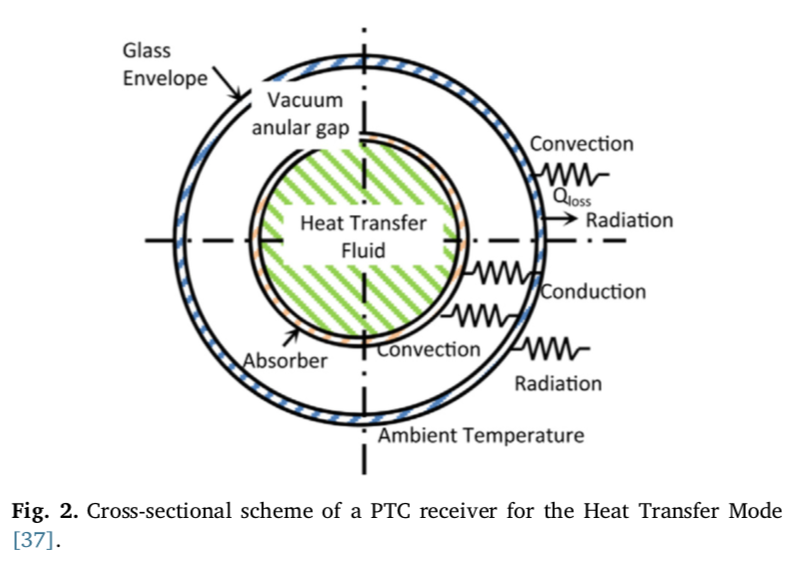 Glass
Envelope
Vacuum
anular gap
Convection
Qloss
Radiation
Heat Transfer
Fluid
Conduction
Absorber
Convection
Radiation
Ambient Temperature
Fig. 2. Cross-sectional scheme of a PTC receiver for the Heat Transfer Mode
[37].